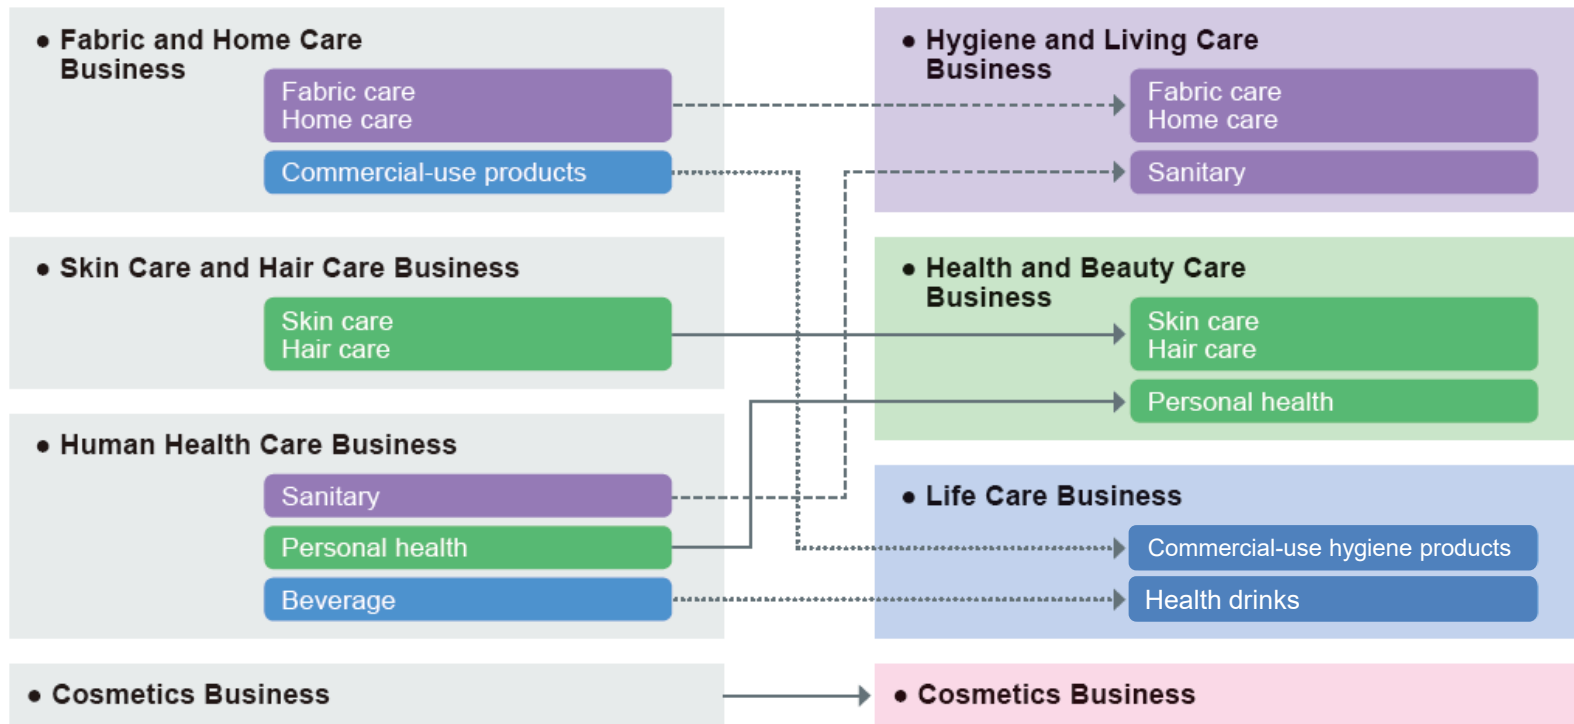 ● Fabric and Home Care
Business
Fabric care
Home care
Commercial-use products
● Skin Care and Hair Care Business
Skin care
Hair care
● Human Health Care Business
Sanitary
Personal health
Beverage
● Cosmetics Business
● Hygiene and Living Care
Business
Fabric care
Home care
Sanitary
● Health and Beauty Care
Business
Skin care
Hair care
Personal health
● Life Care Business
Commercial-use hygiene products
Health drinks
● Cosmetics Business